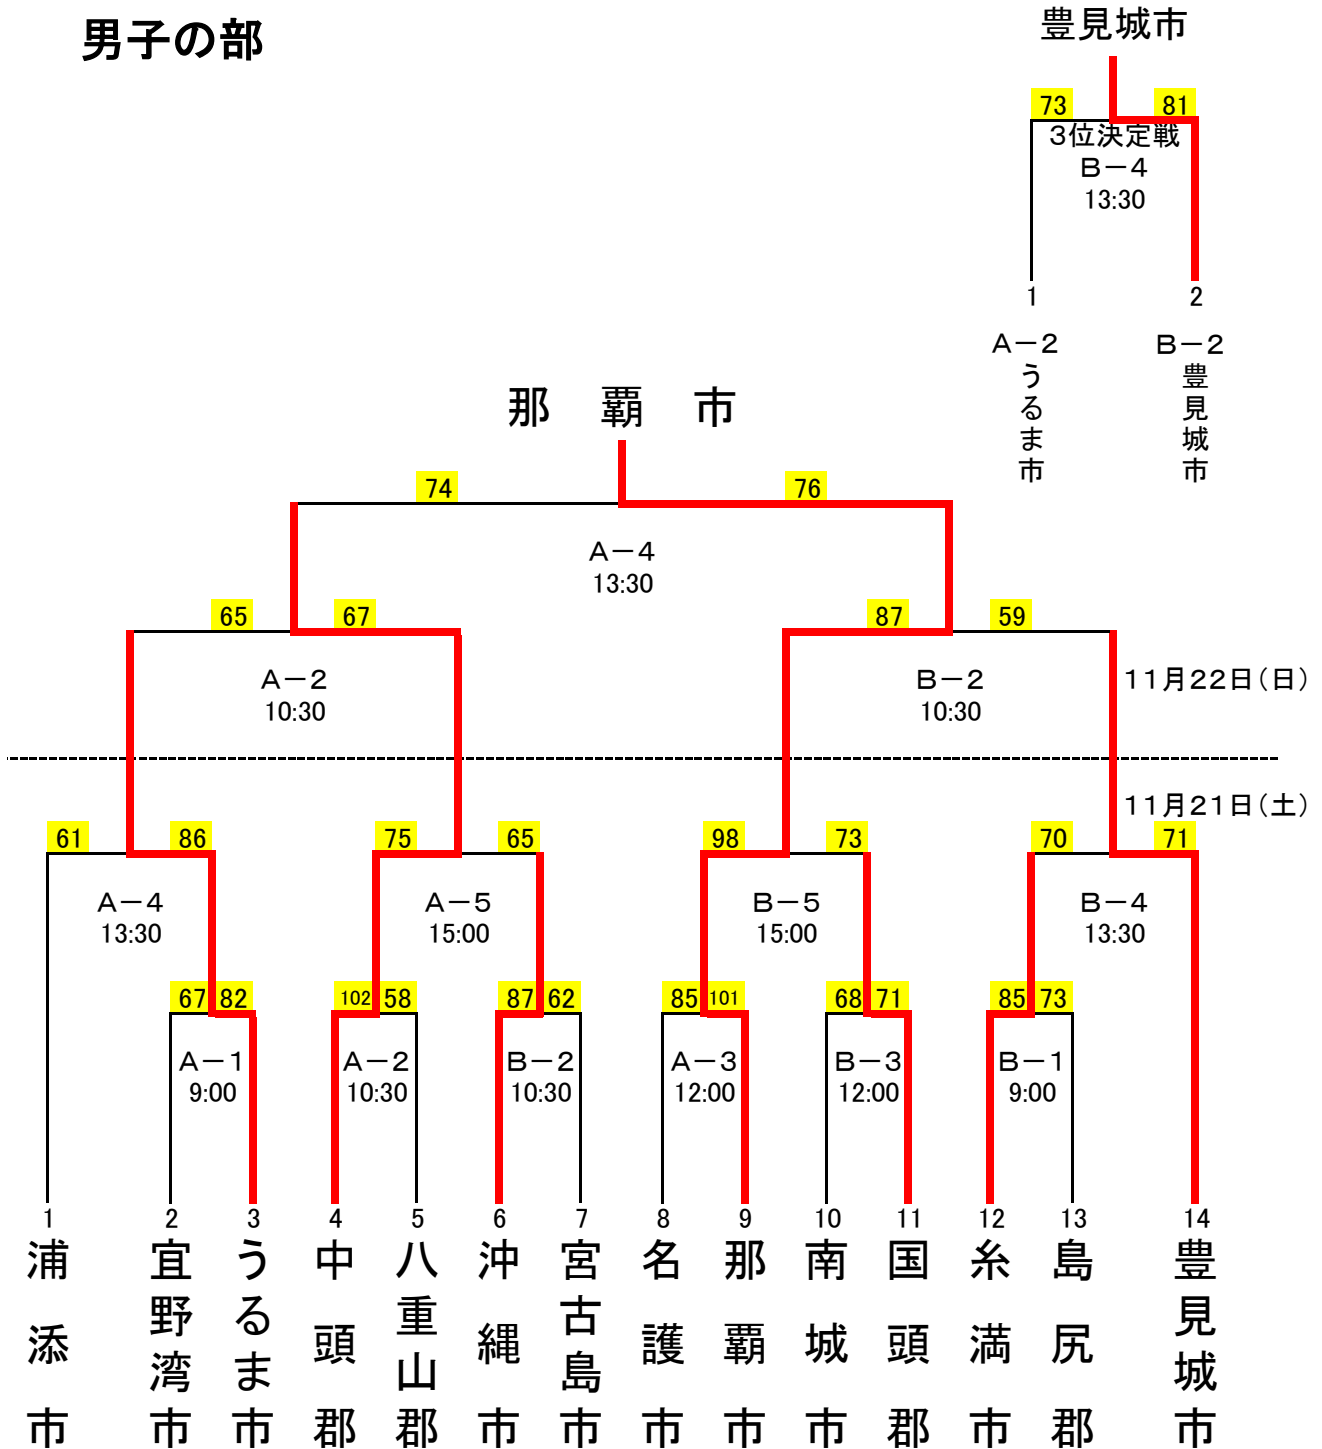 男子の部
豊見城市
73 81
3位決定戦
B－4
13:30
1 2
A－2 B－2
うるま市 豊見城市
那 覇 市
74 76
A－4
13:30
65 67 87 59
A－2 B－2 11月22日(日)
10:30 10:30
11月21日(土)
61 86 75 65 98 73 70 71
A－4 A－5 B－5 B－4
13:30 15:00 15:00 13:30
67 82 102 58 87 62 85 101 68 71 85 73
A－1 A－2 B－2 A－3 B－3 B－1
9:00 10:30 10:30 12:00 12:00 9:00
1 2 3 4 5 6 7 8 9 10 11 12 13 14
浦添市 宜野湾市 うるま市 中頭郡 八重山郡 沖縄市 宮古島市 名護市 那覇市 南城市 国頭郡 糸満市 島尻郡 豊見城市